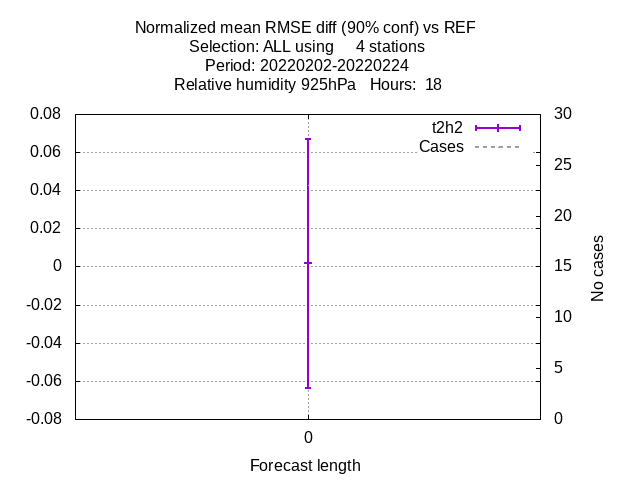 Normalized mean RMSE diff (90% conf) vs REF
Selection: ALL using     4 stations
Period: 20220202-20220224
Relative humidity 925hPa   Hours:  18
t2h2
Cases
0.08
0.06
0.04
0.02
0
-0.02
-0.04
-0.06
-0.08
30
25
20
15
10
5
0
No cases
0
Forecast length